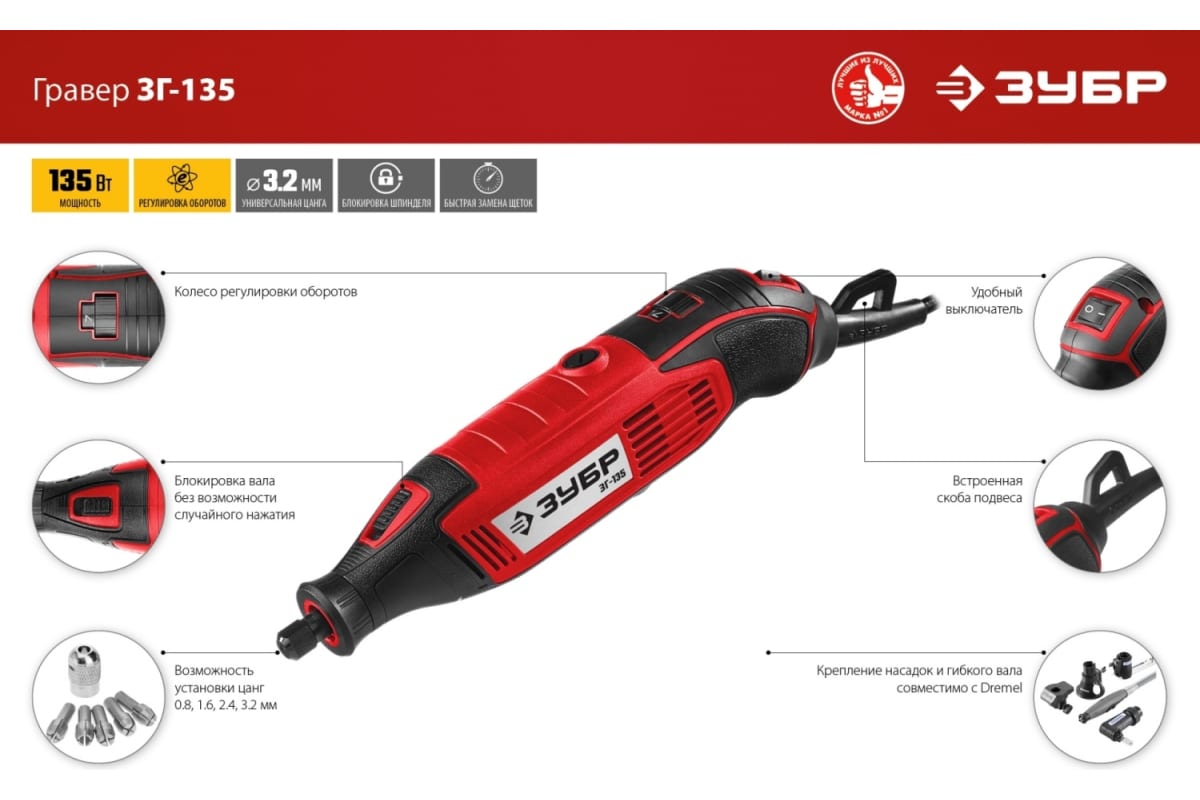 Гравер ЗГ-135
ЛУЧШИЕ ИЗ ЛУЧШИХ
МАРКА №1
ЗУБР
135 Вт
МОЩНОСТЬ
e
РЕГУЛИРОВКА ОБОРОТОВ
⌀ 3.2 ММ
УНИВЕРСАЛЬНАЯ ЦАНГА
БЛОКИРОВКА ШПИНДЕЛЯ
БЫСТРАЯ ЗАМЕНА ЩЕТОК
Колесо регулировки оборотов
Удобный
выключатель
ЗУБР
ЗГ-135
Блокировка вала
без возможности
случайного нажатия
Встроенная
скоба подвеса
Возможность
установки цанг
0.8, 1.6, 2.4, 3.2 мм
Крепление насадок и гибкого вала
совместимо с Dremel